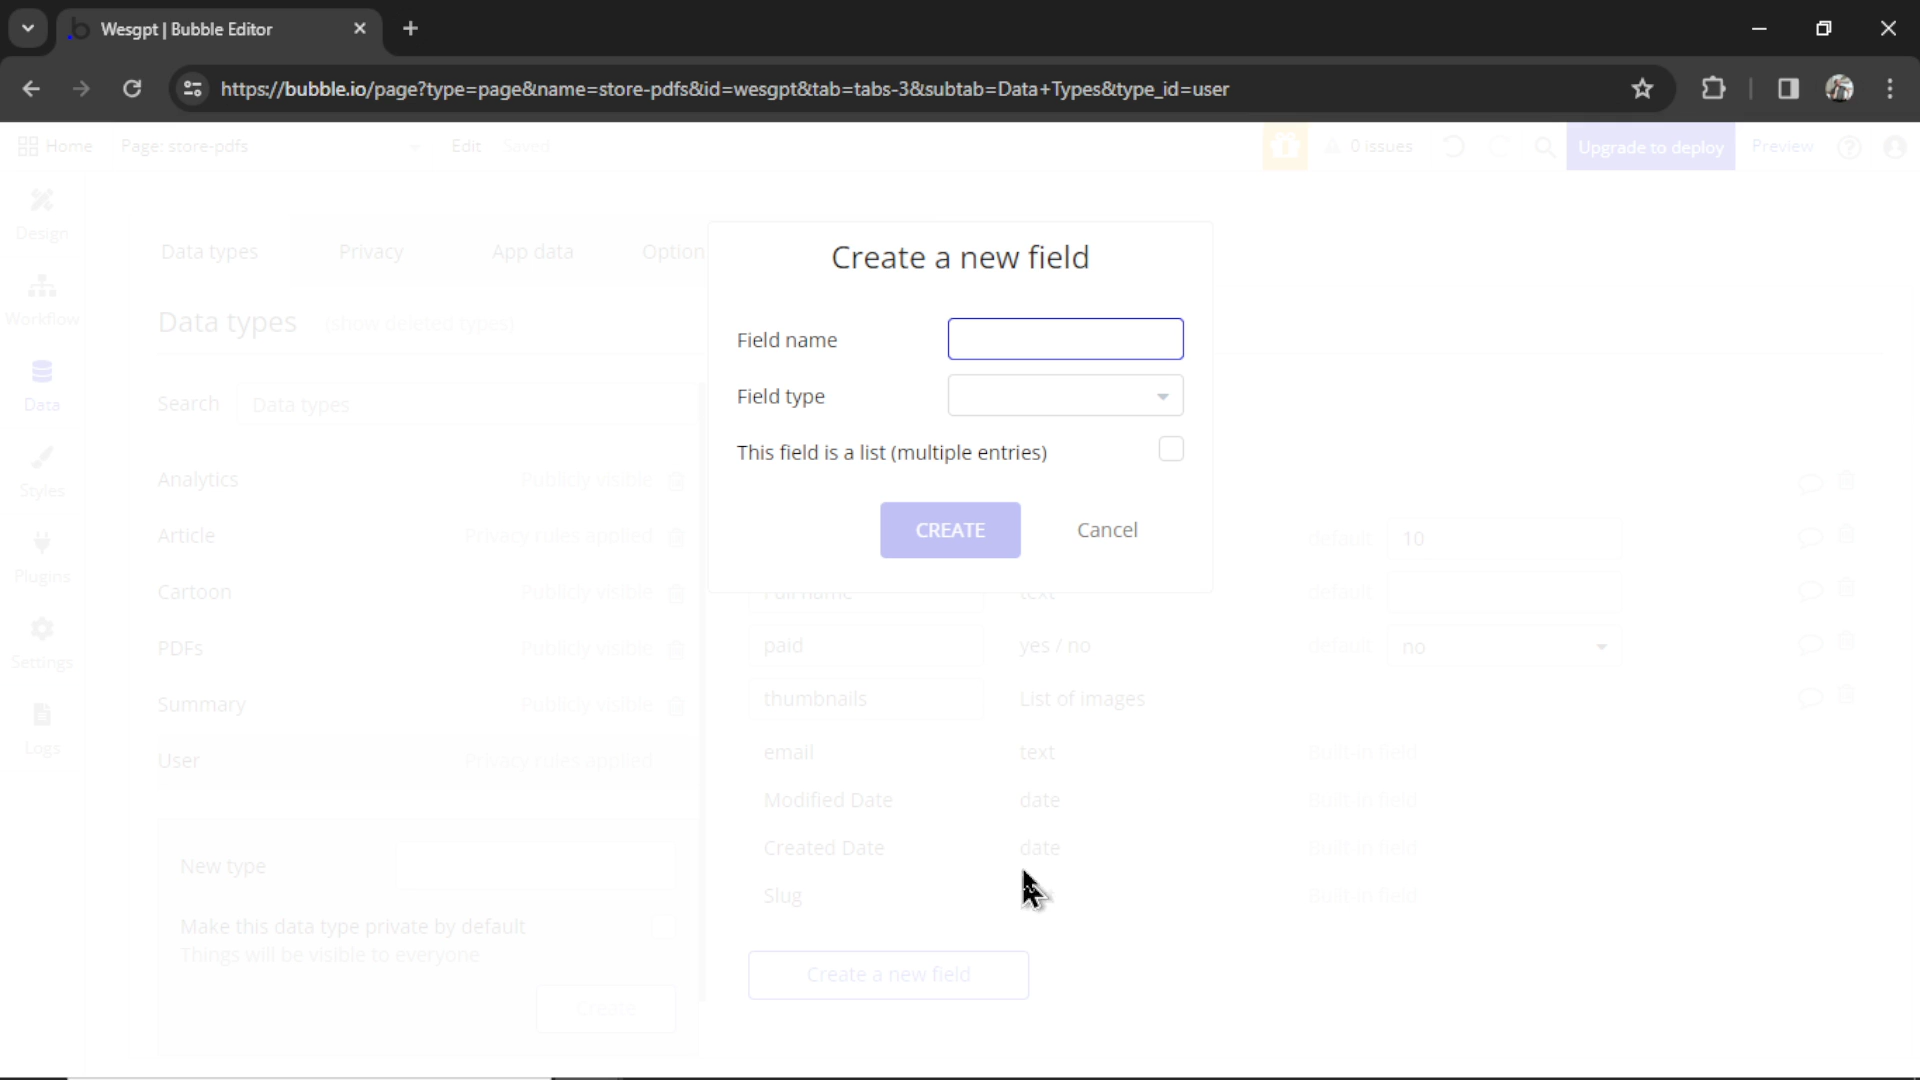 Wesgpt | Bubble Editor
https://bubble.io/page?type=page&name=store-pdfs&id=wesgpt&tab=tabs-3&subtab=Data+Types&type_id=user
Home Page: store-pdfs Edit Saved 0 issues Upgrade to deploy Preview
Design
Workflow
Data
Styles
Plugins
Settings
Logs
Data types Privacy App data Option
Data types (show deleted types)
Search Data types
Analytics Publicly visible
Article Privacy rules applied
Cartoon Publicly visible
PDFs Publicly visible
Summary Publicly visible
User Privacy rules applied
New type
Make this data type private by default
Things will be visible to everyone
Create
Create a new field
Field name
Field type
This field is a list (multiple entries)
CREATE Cancel
default 10
Full name text default
paid yes / no default no
thumbnails List of images
email text Built-in field
Modified Date date Built-in field
Created Date date Built-in field
Slug Built-in field
Create a new field